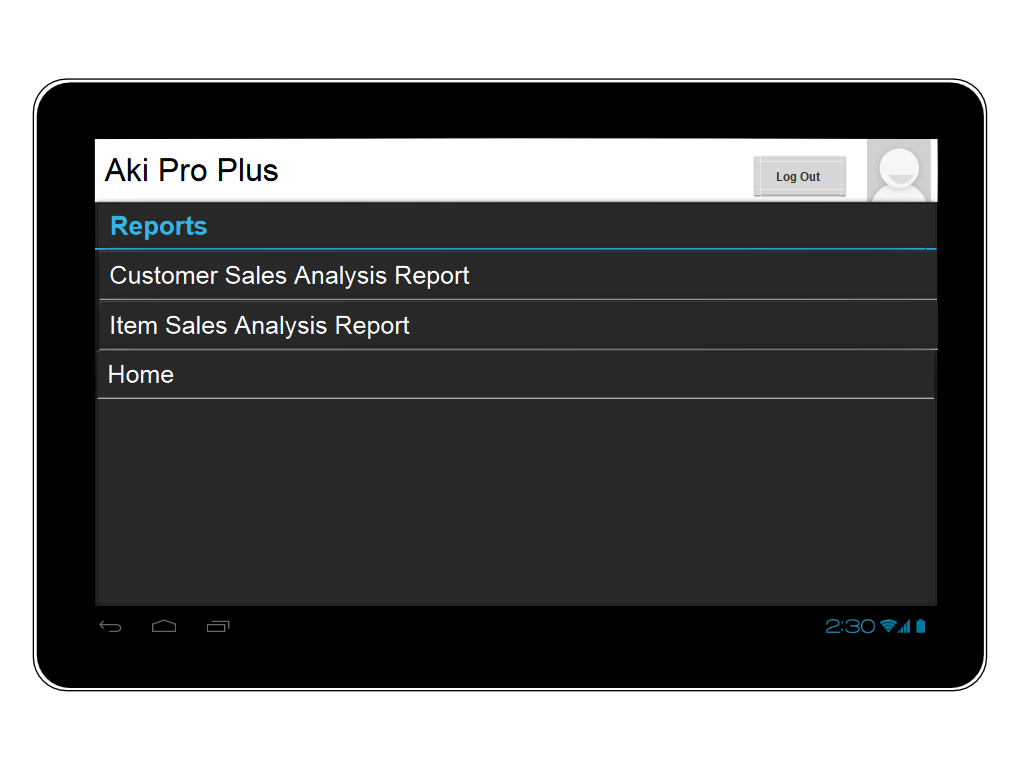 Aki Pro Plus
Log Out
Reports
Customer Sales Analysis Report
Item Sales Analysis Report
Home
2:30